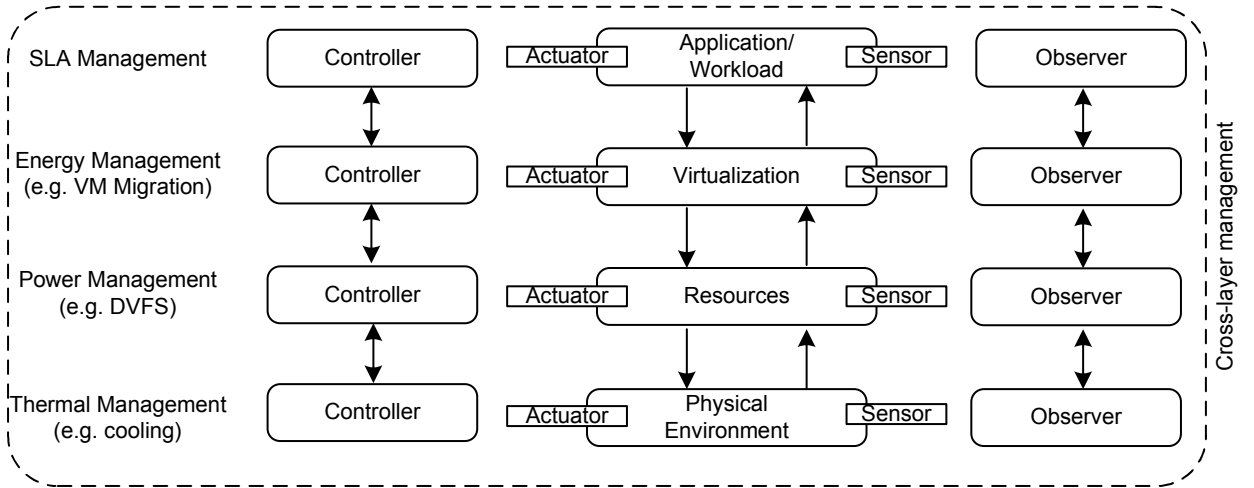 SLA Management
Controller
Actuator
Application/
Workload
Sensor
Observer
Energy Management
(e.g. VM Migration)
Controller
Actuator
Virtualization
Sensor
Observer
Power Management
(e.g. DVFS)
Controller
Actuator
Resources
Sensor
Observer
Thermal Management
(e.g. cooling)
Controller
Actuator
Physical
Environment
Sensor
Observer
Cross-layer management